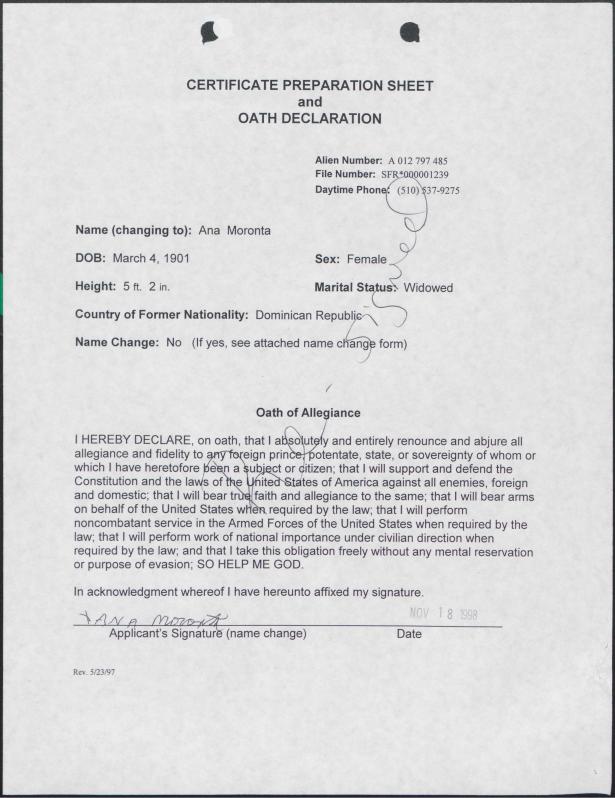 CERTIFICATE PREPARATION SHEET
and
OATH DECLARATION
Alien Number: A 012 797 485
File Number: SFR*000001239
Daytime Phone: (510) 537-9275
Name (changing to): Ana Moronta
DOB: March 4, 1901 Sex: Female
Height: 5 ft. 2 in. Marital Status: Widowed
Country of Former Nationality: Dominican Republic
Name Change: No (If yes, see attached name change form)
Oath of Allegiance
I HEREBY DECLARE, on oath, that I absolutely and entirely renounce and abjure all
allegiance and fidelity to any foreign prince, potentate, state, or sovereignty of whom or
which I have heretofore been a subject or citizen; that I will support and defend the
Constitution and the laws of the United States of America against all enemies, foreign
and domestic; that I will bear true faith and allegiance to the same; that I will bear arms
on behalf of the United States when required by the law; that I will perform
noncombatant service in the Armed Forces of the United States when required by the
law; that I will perform work of national importance under civilian direction when
required by the law; and that I take this obligation freely without any mental reservation
or purpose of evasion; SO HELP ME GOD.
In acknowledgment whereof I have hereunto affixed my signature.
x ANA MORONTA NOV 18 1998
Applicant's Signature (name change) Date
Rev. 5/23/97